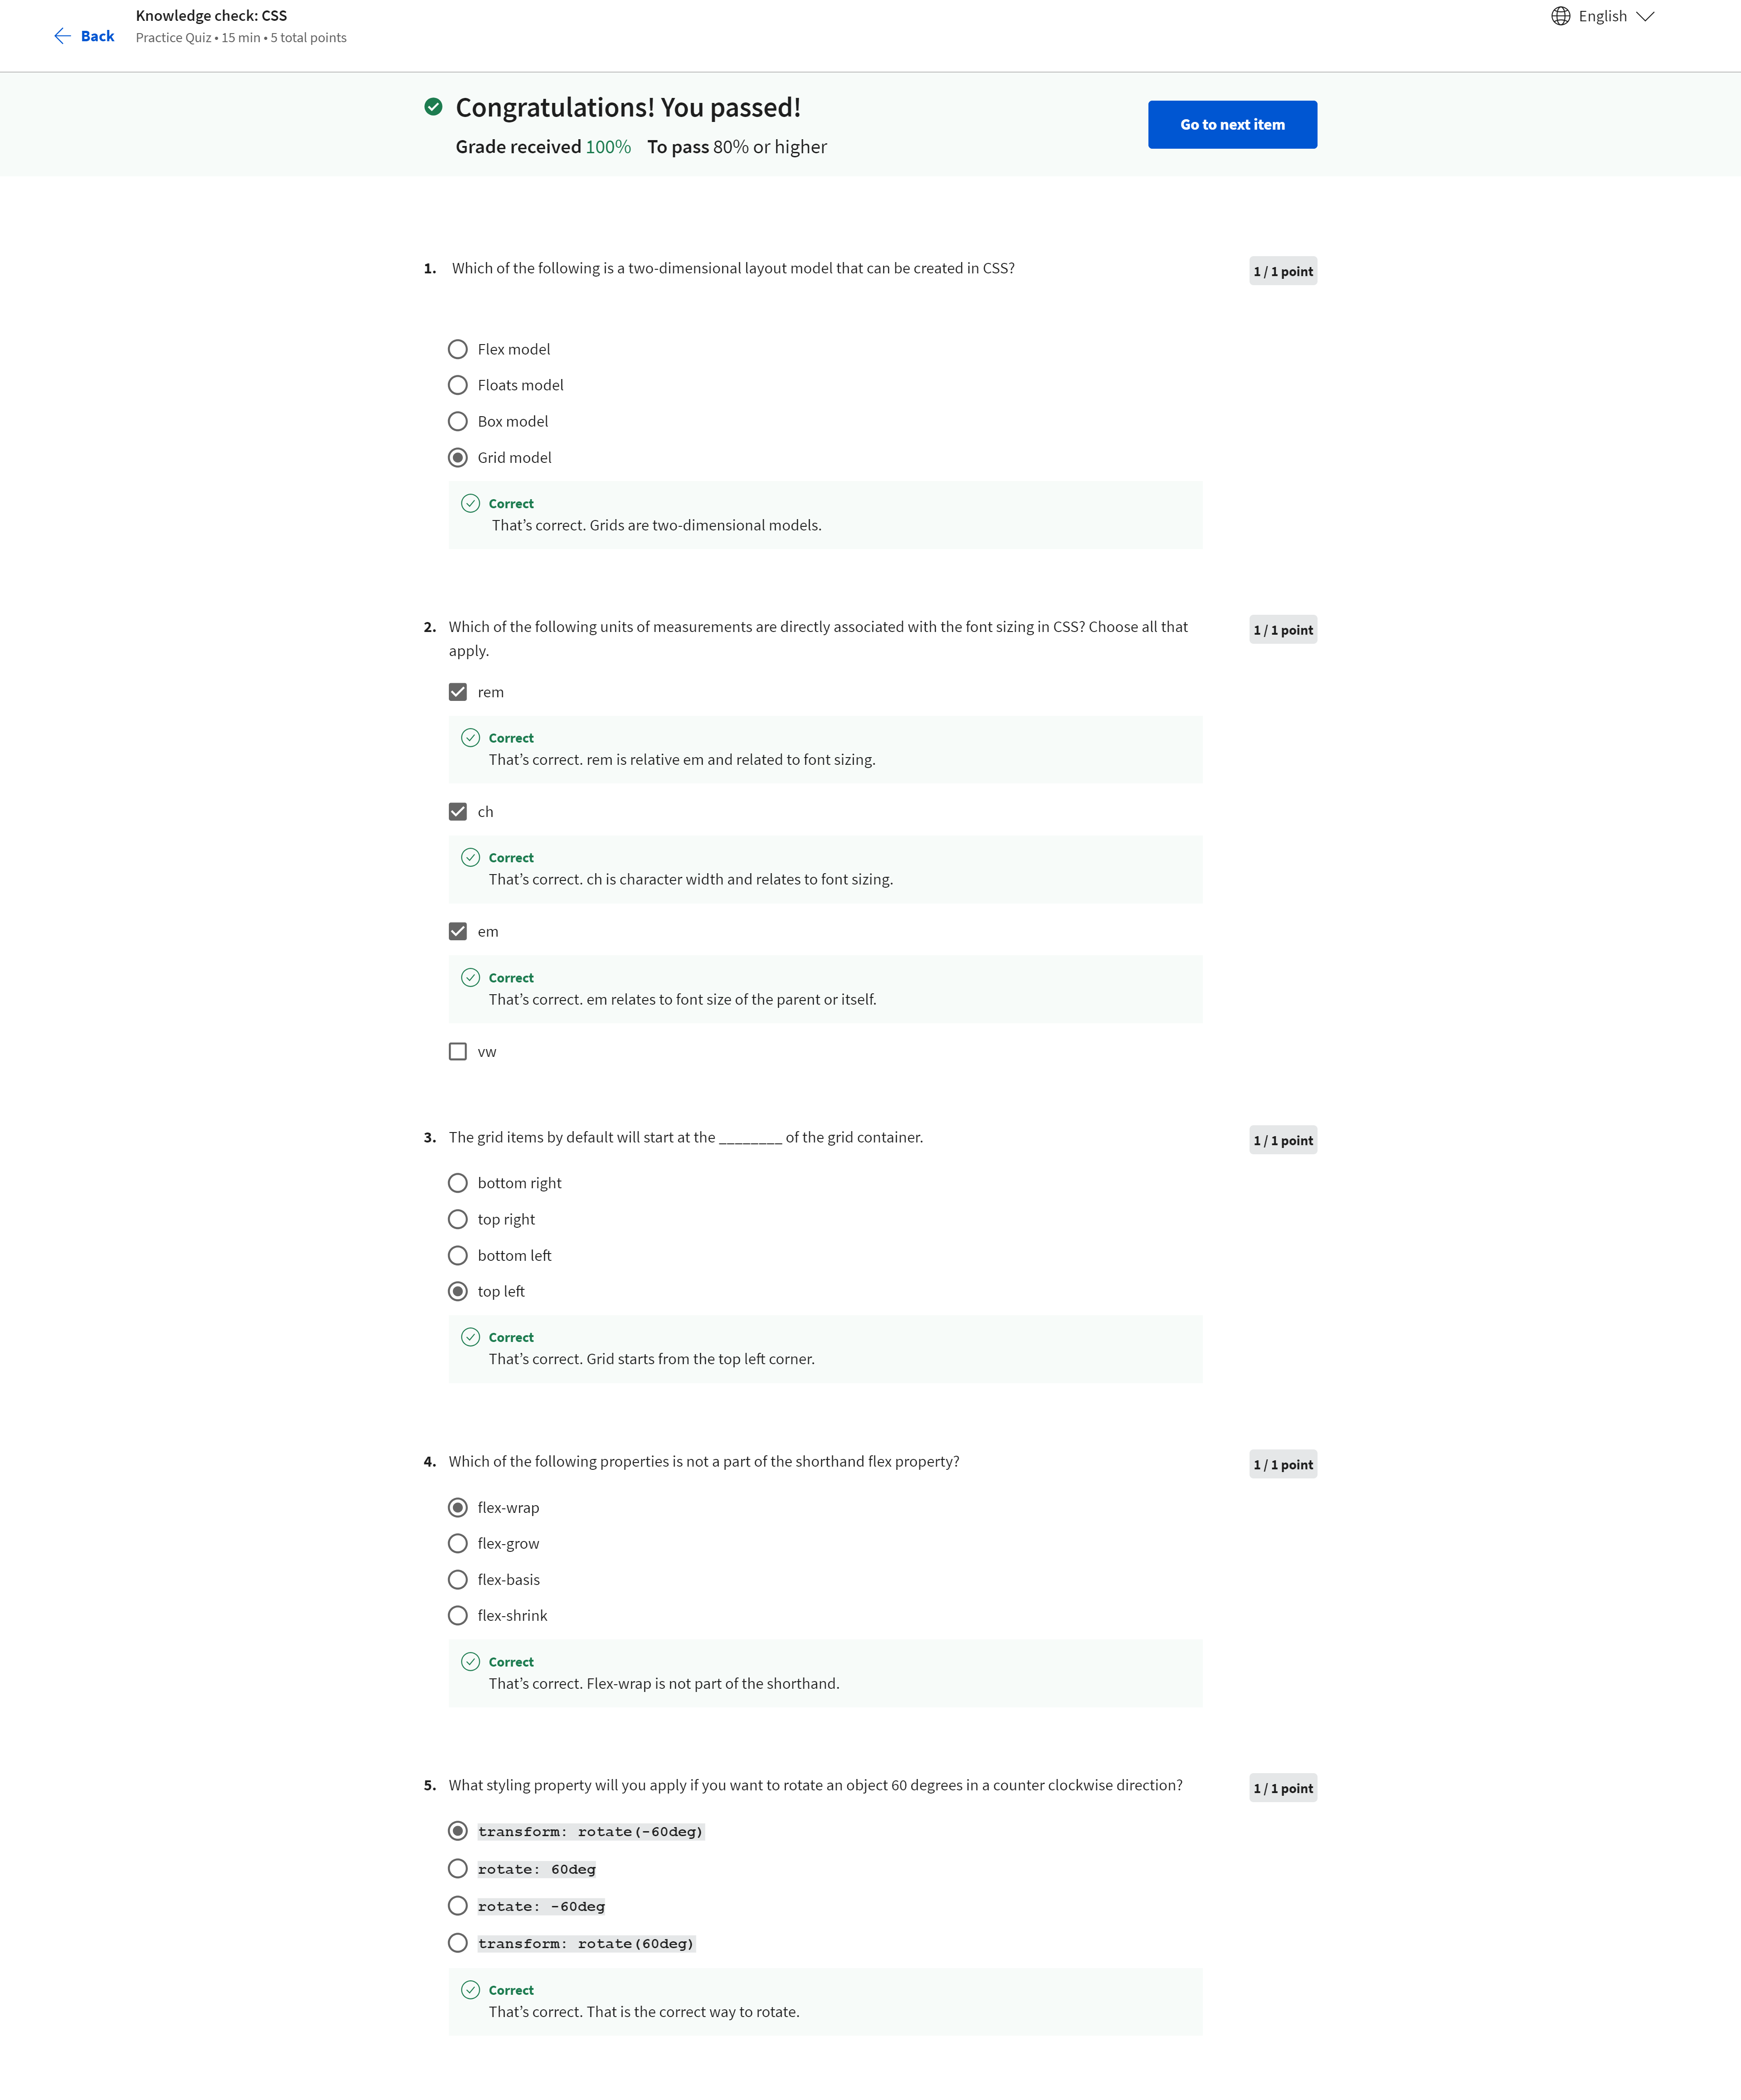 Knowledge check: CSS
Back
Practice Quiz • 15 min • 5 total points
English
Congratulations! You passed!
Grade received 100% To pass 80% or higher
Go to next item
1. Which of the following is a two-dimensional layout model that can be created in CSS?
1 / 1 point
Flex model
Floats model
Box model
Grid model
Correct
That’s correct. Grids are two-dimensional models.
2. Which of the following units of measurements are directly associated with the font sizing in CSS? Choose all that
apply.
1 / 1 point
rem
Correct
That’s correct. rem is relative em and related to font sizing.
ch
Correct
That’s correct. ch is character width and relates to font sizing.
em
Correct
That’s correct. em relates to font size of the parent or itself.
vw
3. The grid items by default will start at the ________ of the grid container.
1 / 1 point
bottom right
top right
bottom left
top left
Correct
That’s correct. Grid starts from the top left corner.
4. Which of the following properties is not a part of the shorthand flex property?
1 / 1 point
flex-wrap
flex-grow
flex-basis
flex-shrink
Correct
That’s correct. Flex-wrap is not part of the shorthand.
5. What styling property will you apply if you want to rotate an object 60 degrees in a counter clockwise direction?
1 / 1 point
transform: rotate(-60deg)
rotate: 60deg
rotate: -60deg
transform: rotate(60deg)
Correct
That’s correct. That is the correct way to rotate.